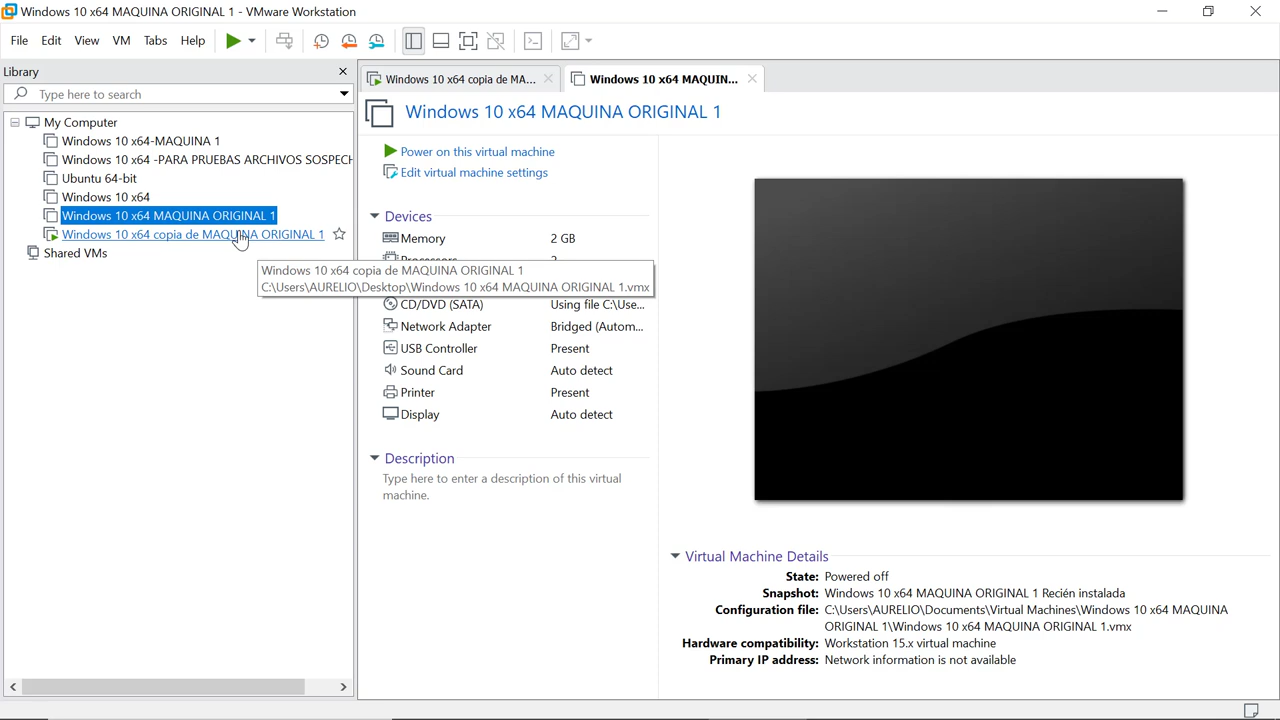 Windows 10 x64 MAQUINA ORIGINAL 1 - VMware Workstation
File Edit View VM Tabs Help
Library
Type here to search
My Computer
Windows 10 x64-MAQUINA 1
Windows 10 x64 -PARA PRUEBAS ARCHIVOS SOSPECH
Ubuntu 64-bit
Windows 10 x64
Windows 10 x64 MAQUINA ORIGINAL 1
Windows 10 x64 copia de MAQUINA ORIGINAL 1
Shared VMs
Windows 10 x64 copia de MAQUINA ORIGINAL 1
C:\Users\AURELIO\Desktop\Windows 10 x64 MAQUINA ORIGINAL 1.vmx
Windows 10 x64 copia de MA...
Windows 10 x64 MAQUIN...
Windows 10 x64 MAQUINA ORIGINAL 1
Power on this virtual machine
Edit virtual machine settings
Devices
Memory 2 GB
Processors 2
CD/DVD (SATA) Using file C:\Use...
Network Adapter Bridged (Autom...
USB Controller Present
Sound Card Auto detect
Printer Present
Display Auto detect
Description
Type here to enter a description of this virtual
machine.
Virtual Machine Details
State: Powered off
Snapshot: Windows 10 x64 MAQUINA ORIGINAL 1 Recién instalada
Configuration file: C:\Users\AURELIO\Documents\Virtual Machines\Windows 10 x64 MAQUINA
ORIGINAL 1\Windows 10 x64 MAQUINA ORIGINAL 1.vmx
Hardware compatibility: Workstation 15.x virtual machine
Primary IP address: Network information is not available